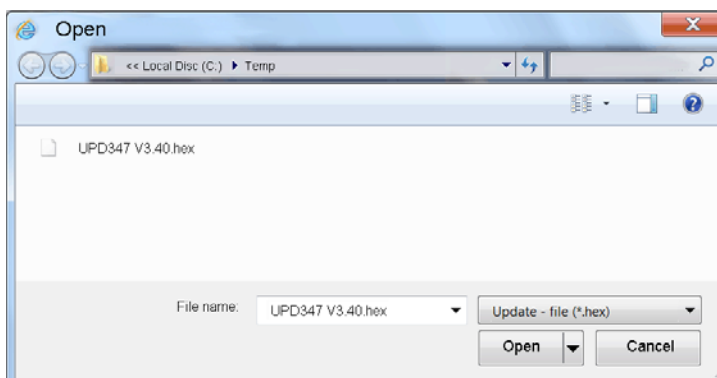 Open
<< Local Disc (C:) Temp
UPD347 V3.40.hex
File name: UPD347 V3.40.hex Update - file (*.hex)
Open Cancel